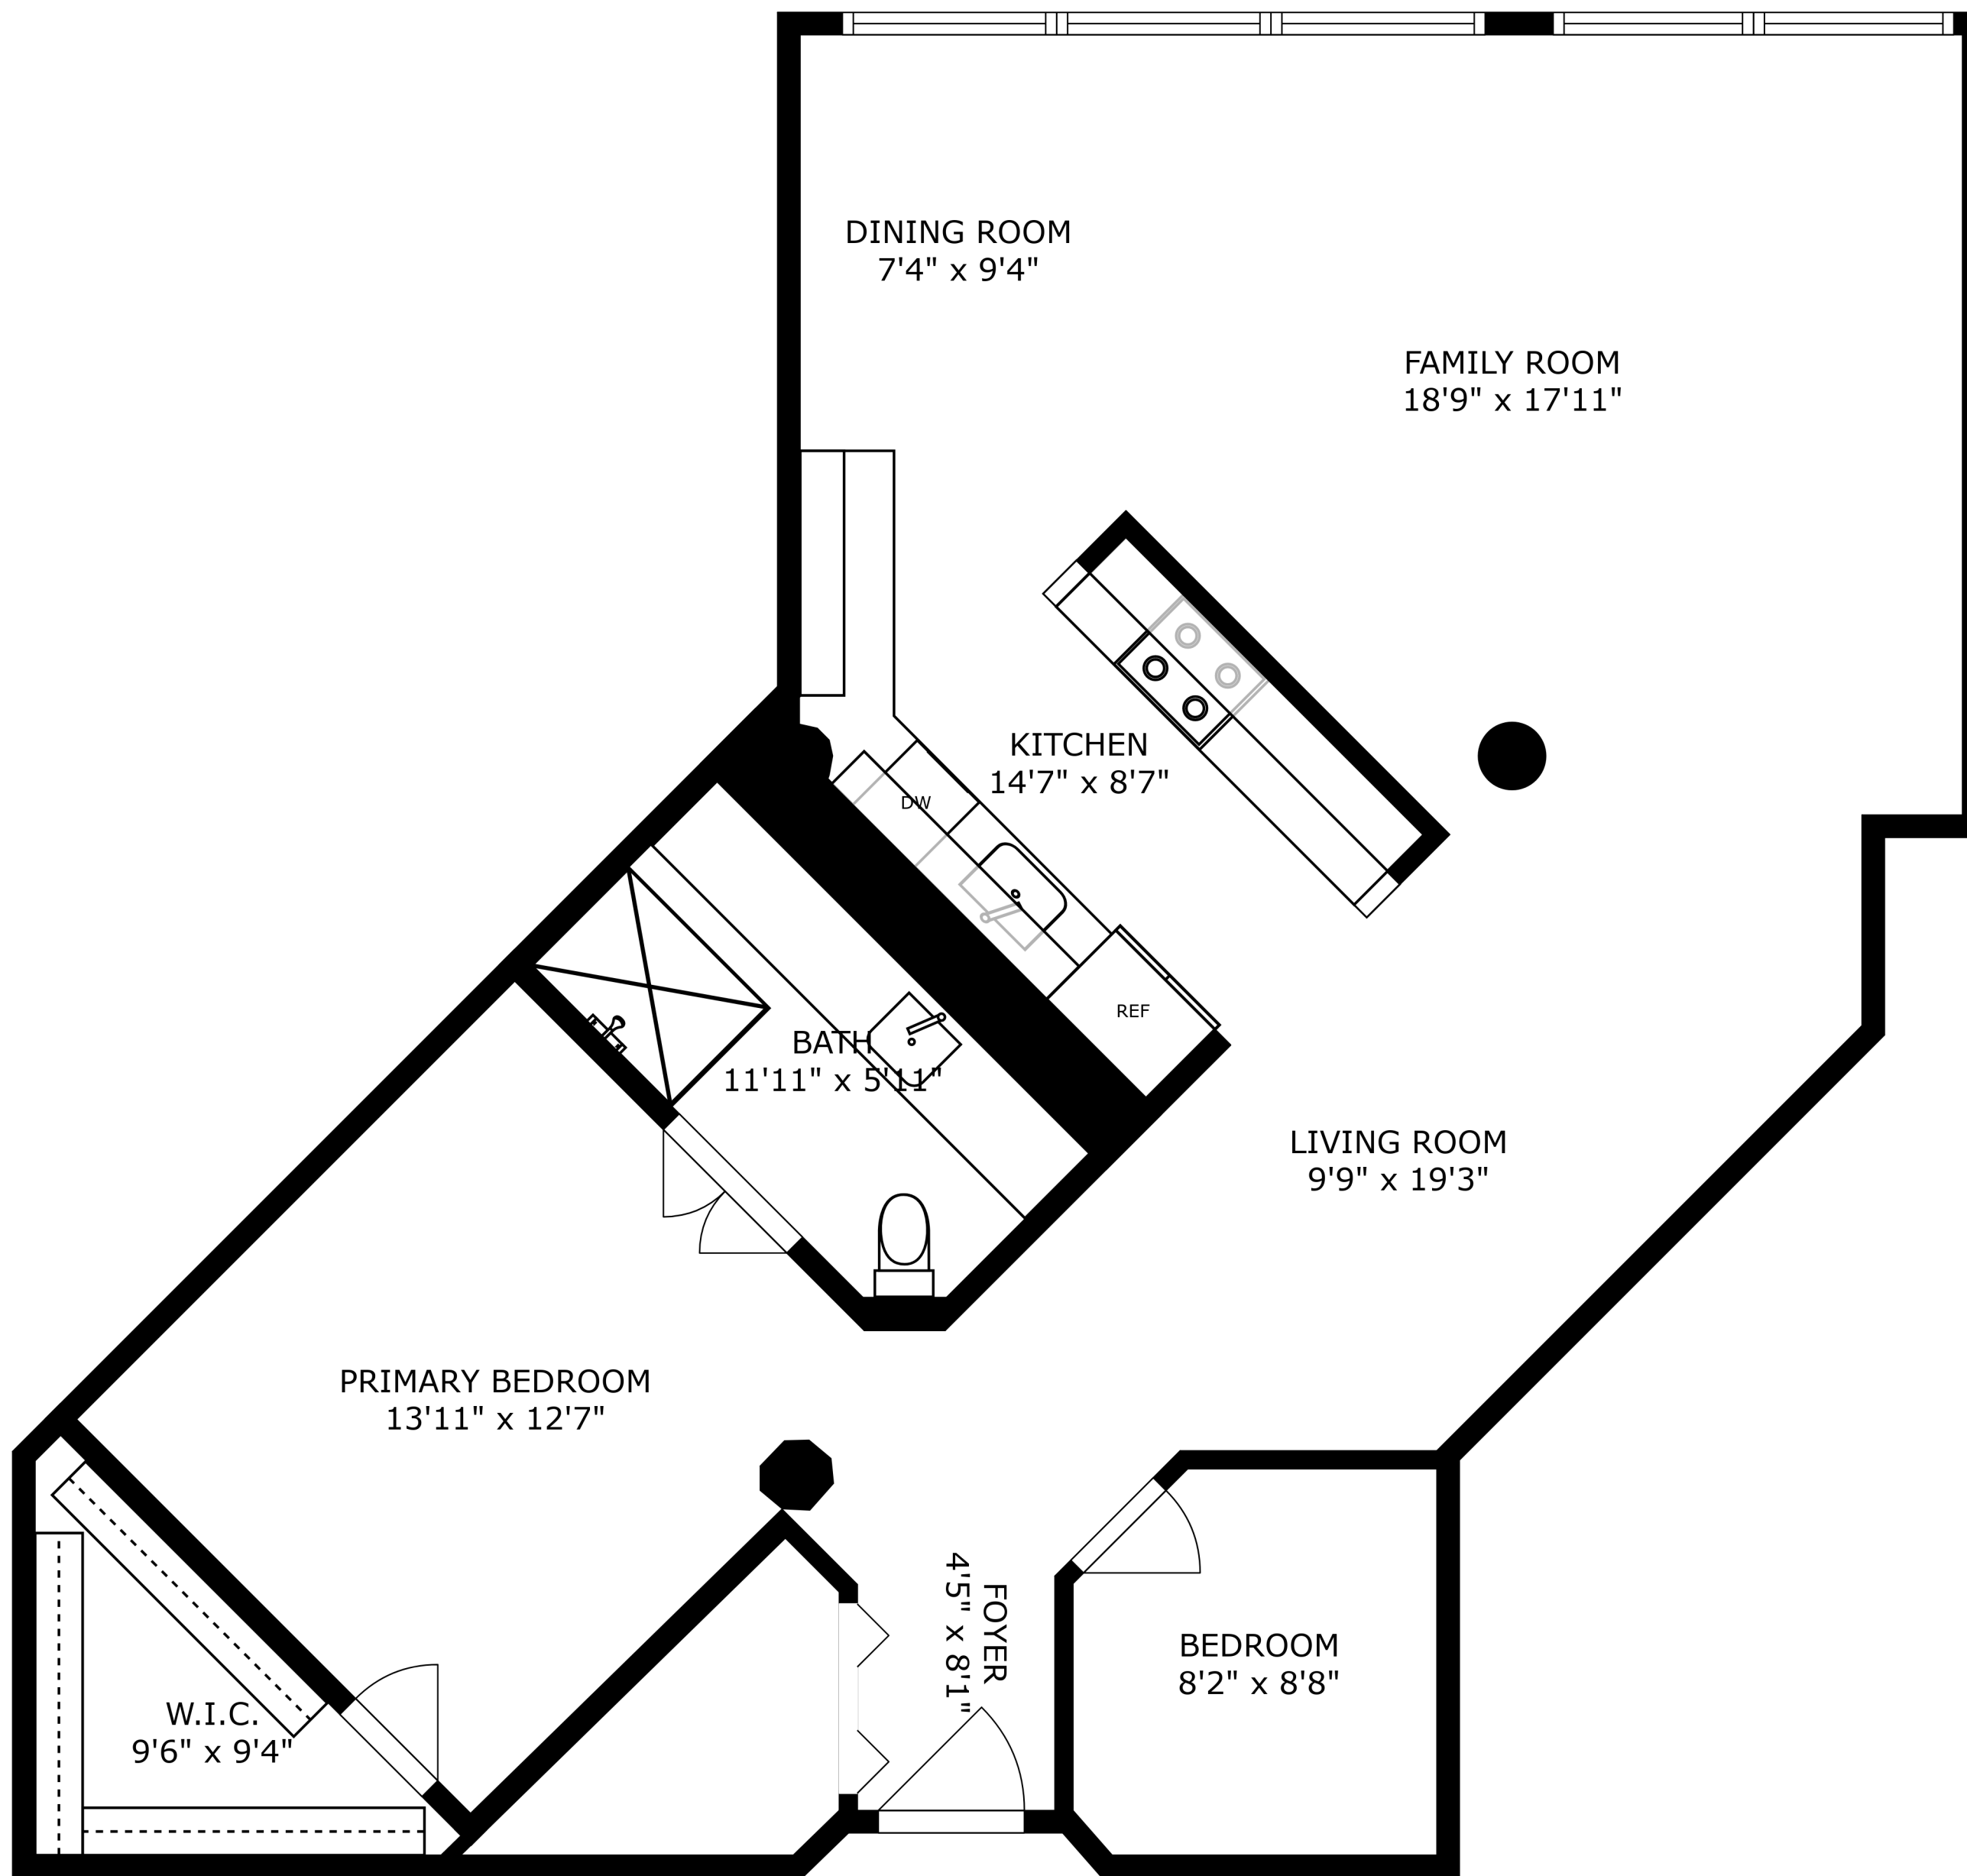 DINING ROOM
7'4" x 9'4"
FAMILY ROOM
18'9" x 17'11"
KITCHEN
14'7" x 8'7"
DW
REF
BATH
11'11" x 5'11"
LIVING ROOM
9'9" x 19'3"
PRIMARY BEDROOM
13'11" x 12'7"
FOYER
4'5" x 8'1"
BEDROOM
8'2" x 8'8"
W.I.C.
9'6" x 9'4"